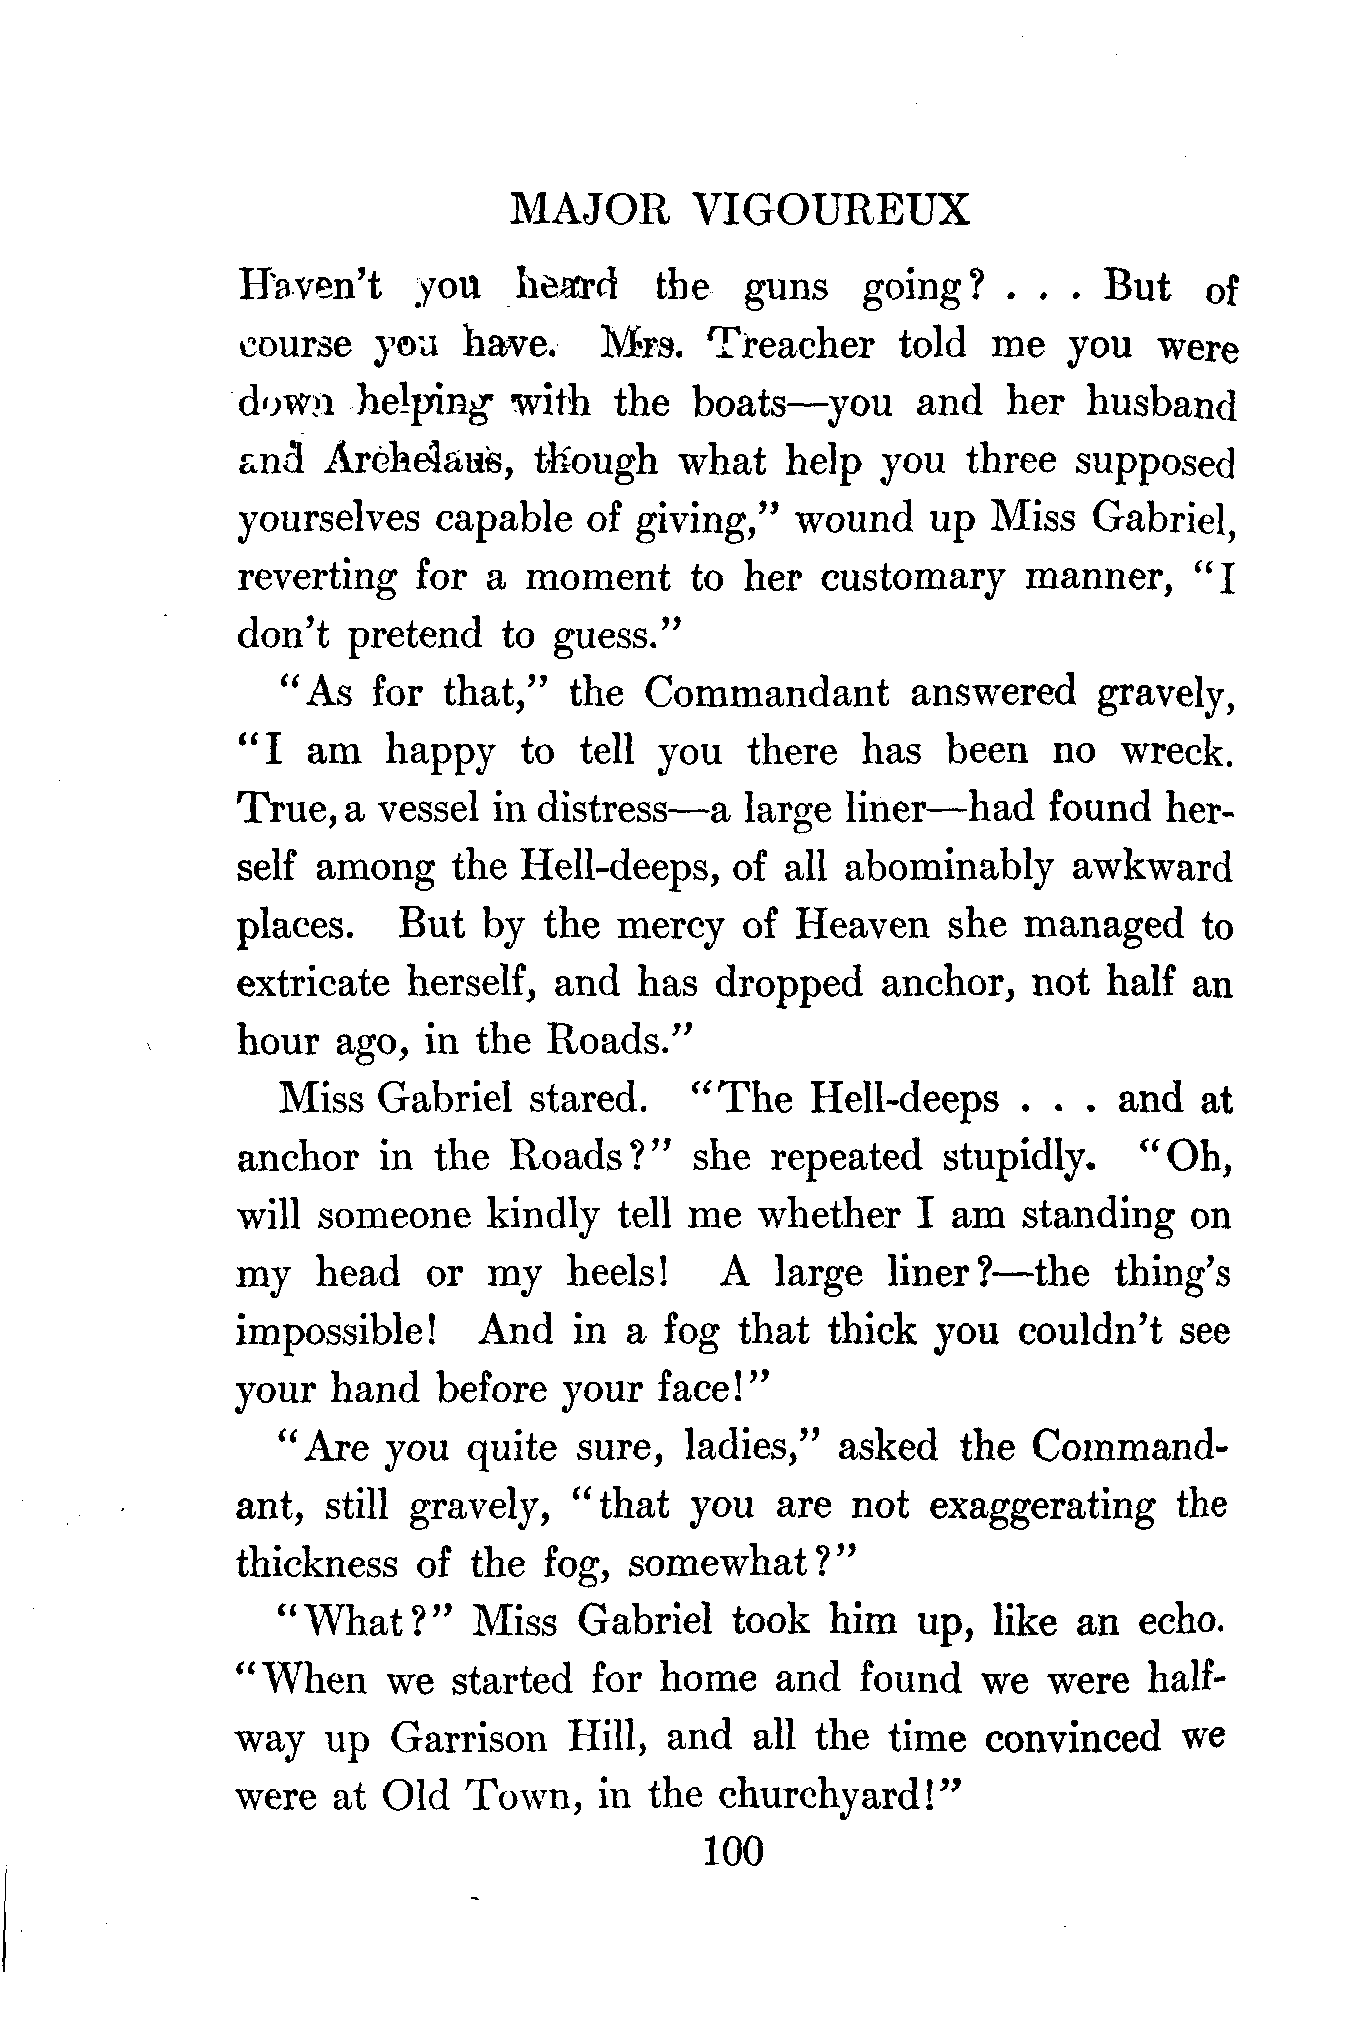 MAJOR VIGOUREUX
Haven't you heard the guns going? . . . But of
course you have. Mrs. Treacher told me you were
down helping with the boats—you and her husband
and Archelaus, though what help you three supposed
yourselves capable of giving," wound up Miss Gabriel,
reverting for a moment to her customary manner, "I
don't pretend to guess."
"As for that," the Commandant answered gravely,
"I am happy to tell you there has been no wreck.
True, a vessel in distress—a large liner—had found her-
self among the Hell-deeps, of all abominably awkward
places. But by the mercy of Heaven she managed to
extricate herself, and has dropped anchor, not half an
hour ago, in the Roads."
Miss Gabriel stared. "The Hell-deeps . . . and at
anchor in the Roads?" she repeated stupidly. "Oh,
will someone kindly tell me whether I am standing on
my head or my heels! A large liner?—the thing's
impossible! And in a fog that thick you couldn't see
your hand before your face!"
"Are you quite sure, ladies," asked the Command-
ant, still gravely, "that you are not exaggerating the
thickness of the fog, somewhat?"
"What?" Miss Gabriel took him up, like an echo.
"When we started for home and found we were half-
way up Garrison Hill, and all the time convinced we
were at Old Town, in the churchyard!"
100